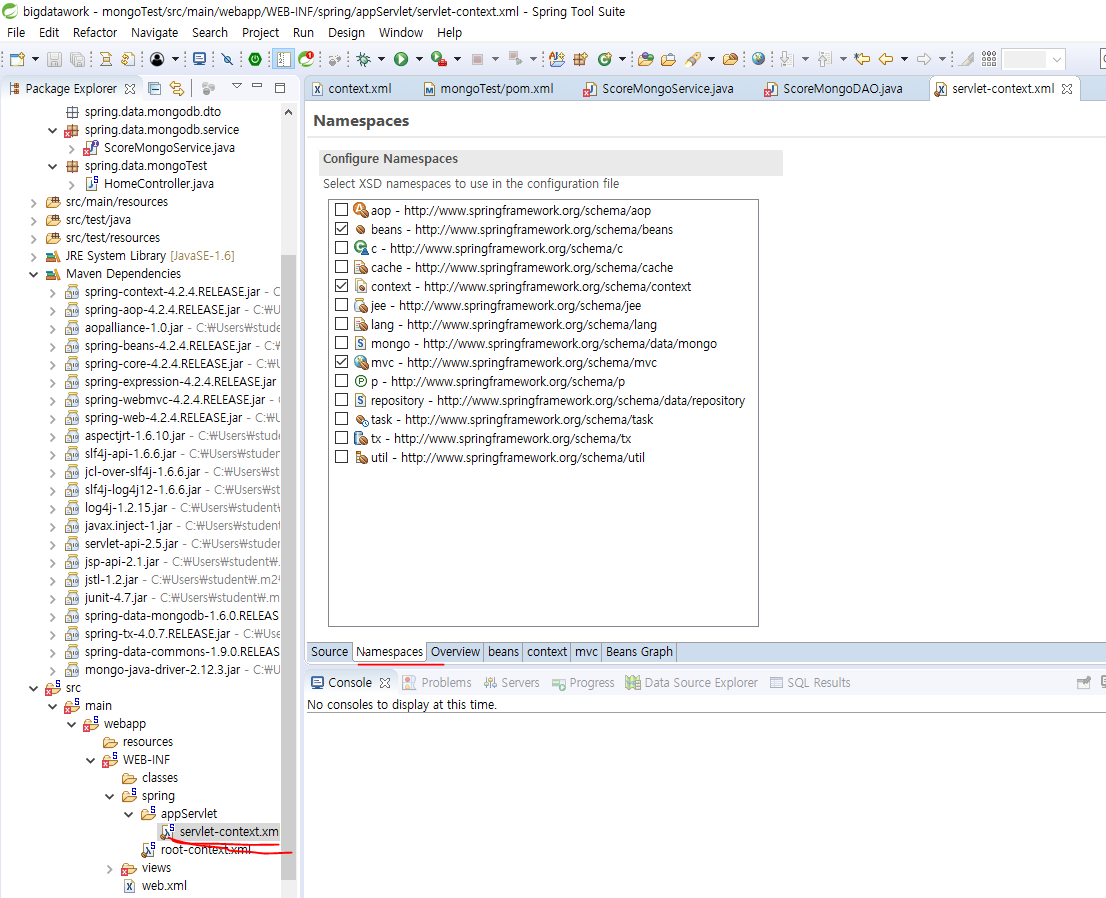 bigdatawork - mongoTest/src/main/webapp/WEB-INF/spring/appServlet/servlet-context.xml - Spring Tool Suite
File Edit Refactor Navigate Search Project Run Design Window Help
Package Explorer
context.xml mongoTest/pom.xml ScoreMongoService.java ScoreMongoDAO.java servlet-context.xml
spring.data.mongodb.dto
spring.data.mongodb.service
ScoreMongoService.java
spring.data.mongoTest
HomeController.java
src/main/resources
src/test/java
src/test/resources
JRE System Library [JavaSE-1.6]
Maven Dependencies
spring-context-4.2.4.RELEASE.jar - C
spring-aop-4.2.4.RELEASE.jar - C:₩U
aopalliance-1.0.jar - C:₩Users₩stude
spring-beans-4.2.4.RELEASE.jar - C:₩
spring-core-4.2.4.RELEASE.jar - C:₩U
spring-expression-4.2.4.RELEASE.jar
spring-webmvc-4.2.4.RELEASE.jar - C
spring-web-4.2.4.RELEASE.jar - C:₩U
aspectjrt-1.6.10.jar - C:₩Users₩stud
slf4j-api-1.6.6.jar - C:₩Users₩studen
jcl-over-slf4j-1.6.6.jar - C:₩Users₩st
slf4j-log4j12-1.6.6.jar - C:₩Users₩st
log4j-1.2.15.jar - C:₩Users₩student₩
javax.inject-1.jar - C:₩Users₩student
servlet-api-2.5.jar - C:₩Users₩studen
jsp-api-2.1.jar - C:₩Users₩student₩.
jstl-1.2.jar - C:₩Users₩student₩.m2₩
junit-4.7.jar - C:₩Users₩student₩.m
spring-data-mongodb-1.6.0.RELEAS
spring-tx-4.0.7.RELEASE.jar - C:₩Use
spring-data-commons-1.9.0.RELEAS
mongo-java-driver-2.12.3.jar - C:₩U
src
main
webapp
resources
WEB-INF
classes
spring
appServlet
servlet-context.xm
root-context.xml
views
web.xml
Namespaces
Configure Namespaces
Select XSD namespaces to use in the configuration file
aop - http://www.springframework.org/schema/aop
beans - http://www.springframework.org/schema/beans
c - http://www.springframework.org/schema/c
cache - http://www.springframework.org/schema/cache
context - http://www.springframework.org/schema/context
jee - http://www.springframework.org/schema/jee
lang - http://www.springframework.org/schema/lang
mongo - http://www.springframework.org/schema/data/mongo
mvc - http://www.springframework.org/schema/mvc
p - http://www.springframework.org/schema/p
repository - http://www.springframework.org/schema/data/repository
task - http://www.springframework.org/schema/task
tx - http://www.springframework.org/schema/tx
util - http://www.springframework.org/schema/util
Source Namespaces Overview beans context mvc Beans Graph
Console Problems Servers Progress Data Source Explorer SQL Results
No consoles to display at this time.